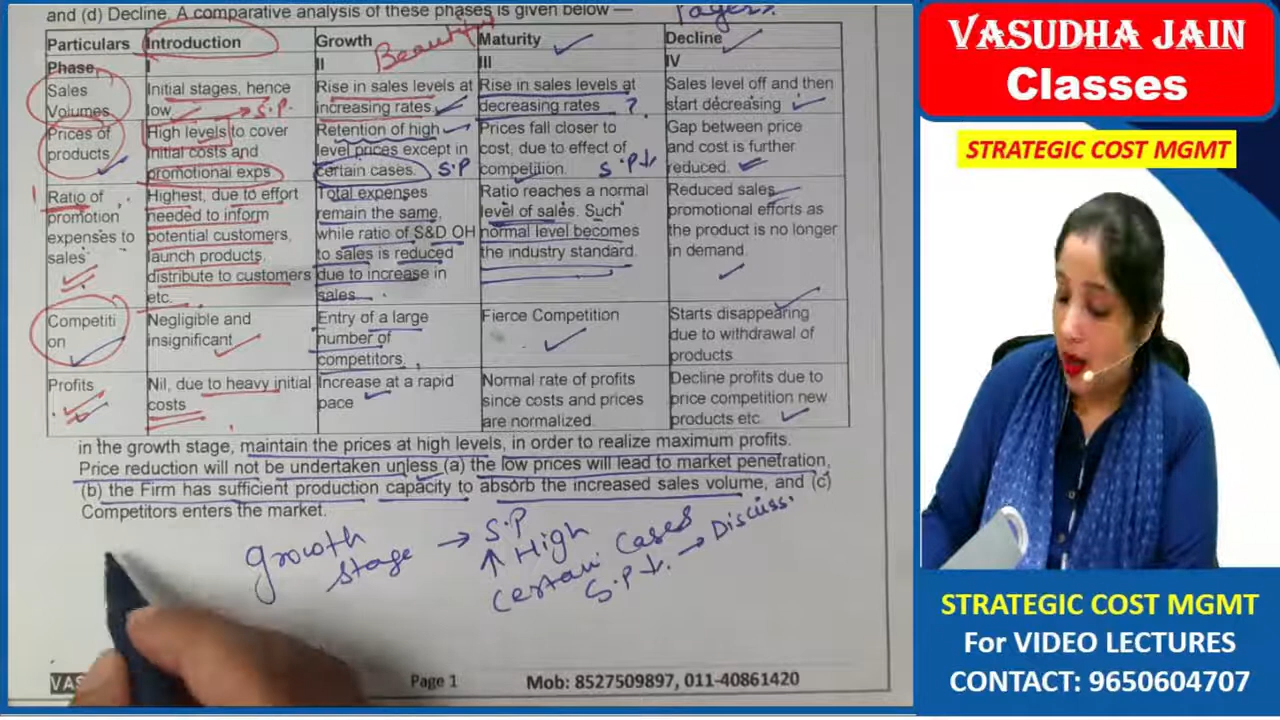 and (d) Decline. A comparative analysis of these phases is given below —
Particulars Introduction Growth Maturity Decline
Beautiful
Phase I II III IV
Sales Volumes
Initial stages, hence low.
→ S.P.
Rise in sales levels at increasing rates.
Rise in sales levels at decreasing rates ?
Sales level off and then start decreasing
Prices of products
High levels to cover initial costs and promotional exps
Retention of high level prices except in certain cases.
S.P
Prices fall closer to cost, due to effect of competition.
S.P↓
Gap between price and cost is further reduced.
Ratio of promotion expenses to sales
Highest, due to effort needed to inform potential customers, launch products, distribute to customers etc.
Total expenses remain the same, while ratio of S&D OH to sales is reduced due to increase in sales.
Ratio reaches a normal level of sales. Such normal level becomes the industry standard.
Reduced sales promotional efforts as the product is no longer in demand.
Competiti on
Negligible and insignificant
Entry of a large number of competitors.
Fierce Competition
Starts disappearing due to withdrawal of products
Profits
Nil, due to heavy initial costs
Increase at a rapid pace
Normal rate of profits since costs and prices are normalized.
Decline profits due to price competition new products etc.
in the growth stage, maintain the prices at high levels, in order to realize maximum profits.
Price reduction will not be undertaken unless (a) the low prices will lead to market penetration,
(b) the Firm has sufficient production capacity to absorb the increased sales volume, and (c)
Competitors enters the market.
Growth stage → S.P ↑ High
Certain Cases
S.P↓. → Discuss.
VAS
Page 1
Mob: 8527509897, 011-40861420
VASUDHA JAIN
Classes
STRATEGIC COST MGMT
STRATEGIC COST MGMT
For VIDEO LECTURES
CONTACT: 9650604707